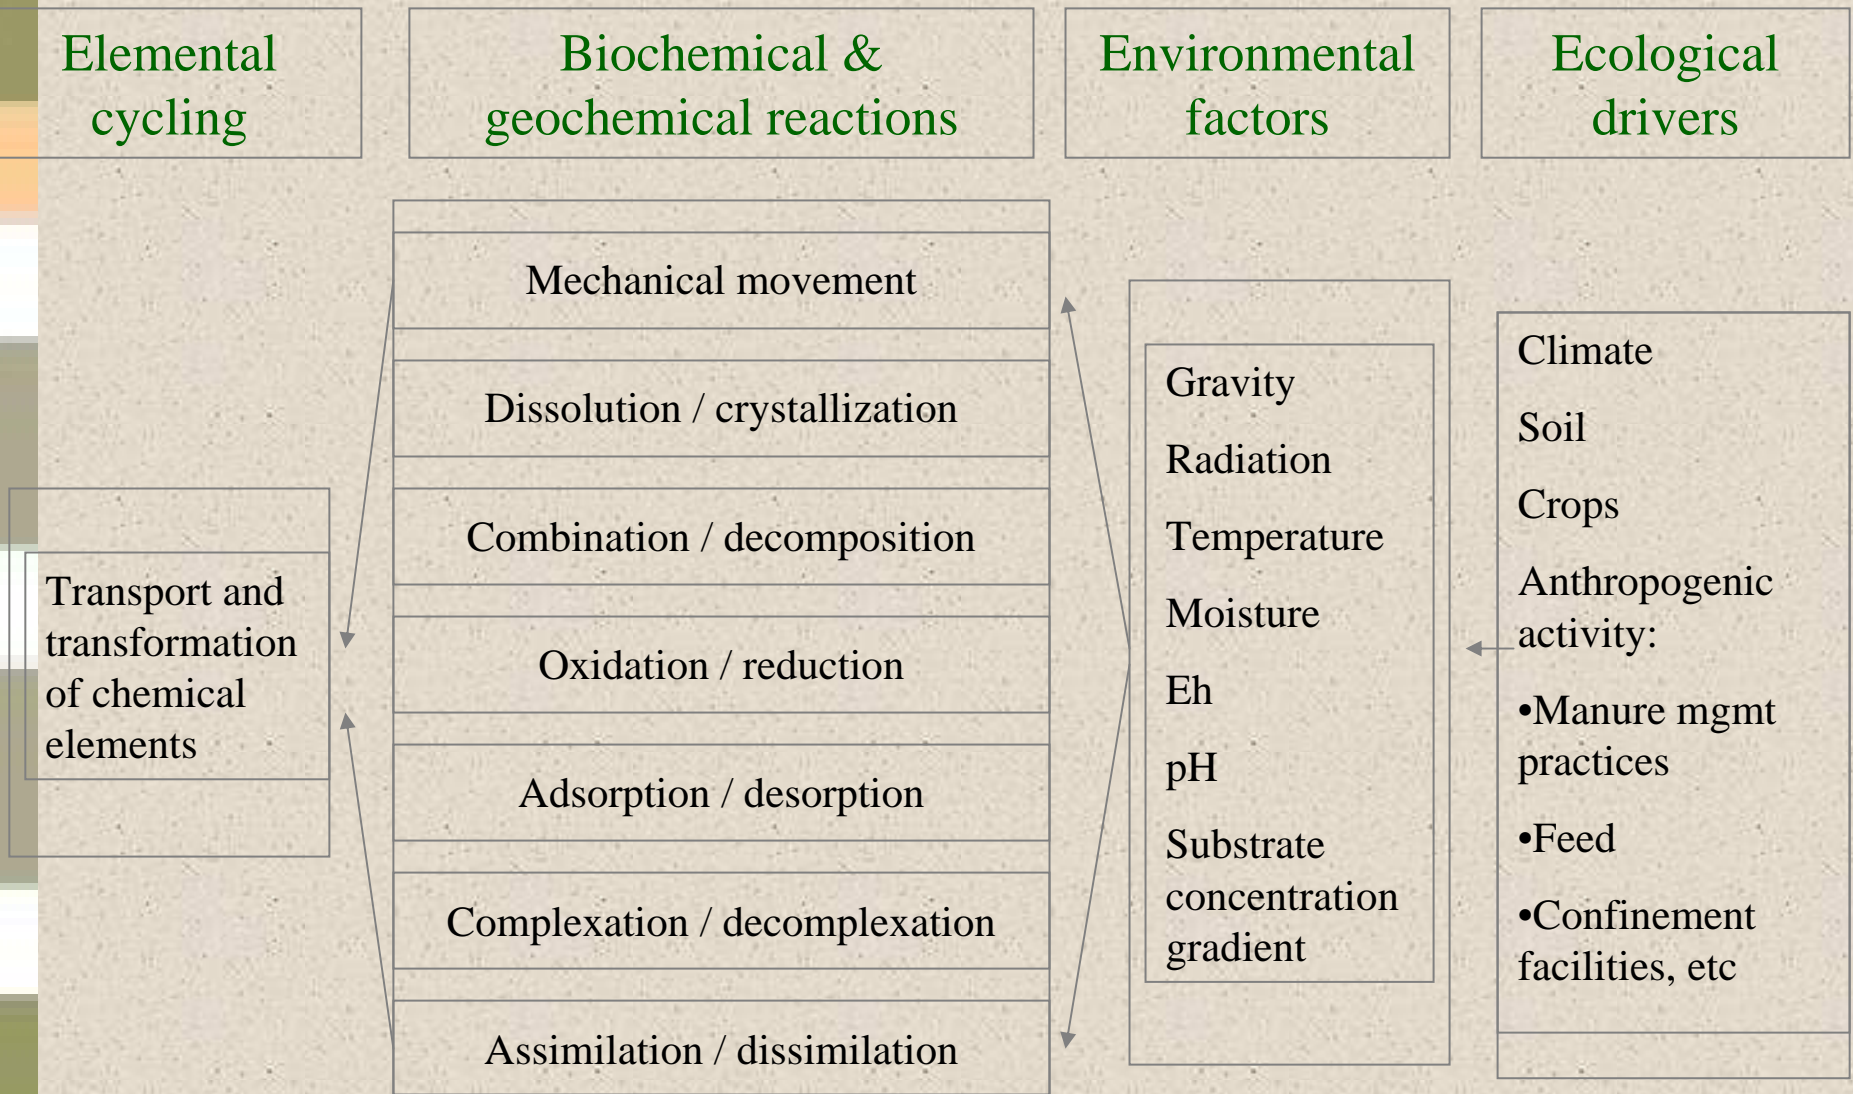 Elemental
cycling
Biochemical &
geochemical reactions
Environmental
factors
Ecological
drivers
Transport and
transformation
of chemical
elements
Mechanical movement
Dissolution / crystallization
Combination / decomposition
Oxidation / reduction
Adsorption / desorption
Complexation / decomplexation
Assimilation / dissimilation
Gravity
Radiation
Temperature
Moisture
Eh
pH
Substrate
concentration
gradient
Climate
Soil
Crops
Anthropogenic
activity:
•Manure mgmt
practices
•Feed
•Confinement
facilities, etc